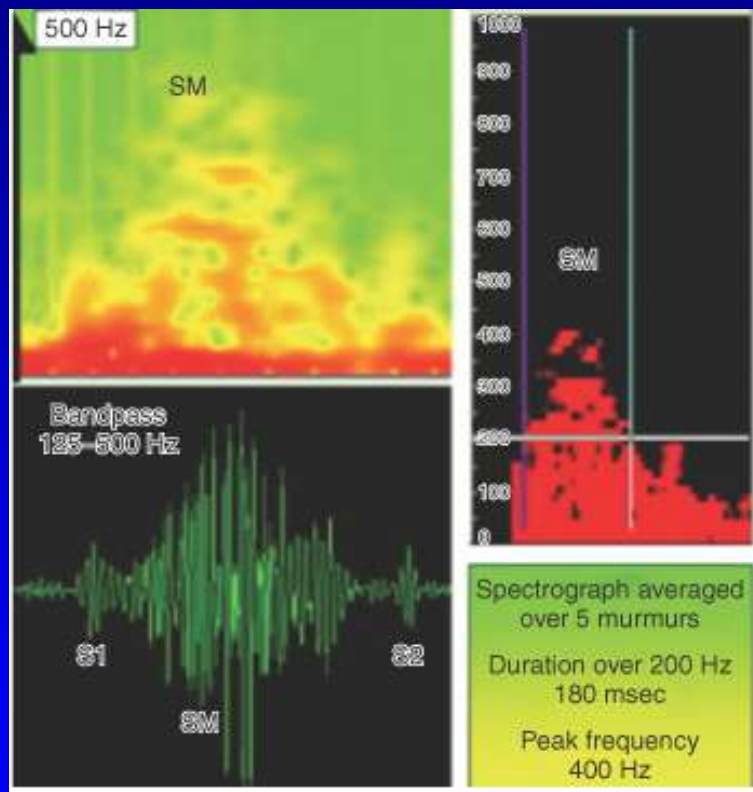 500 Hz
SM
Bandpass
125–500 Hz
S1
SM
S2
1000
900
800
700
600
SM
500
400
300
200
100
0
Spectrograph averaged
over 5 murmurs
Duration over 200 Hz
180 msec
Peak frequency
400 Hz